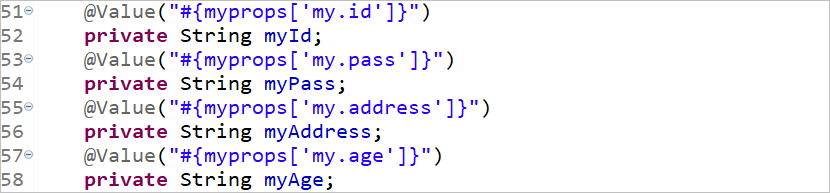 51 @Value("#{myprops['my.id']}")
52 private String myId;
53 @Value("#{myprops['my.pass']}")
54 private String myPass;
55 @Value("#{myprops['my.address']}")
56 private String myAddress;
57 @Value("#{myprops['my.age']}")
58 private String myAge;